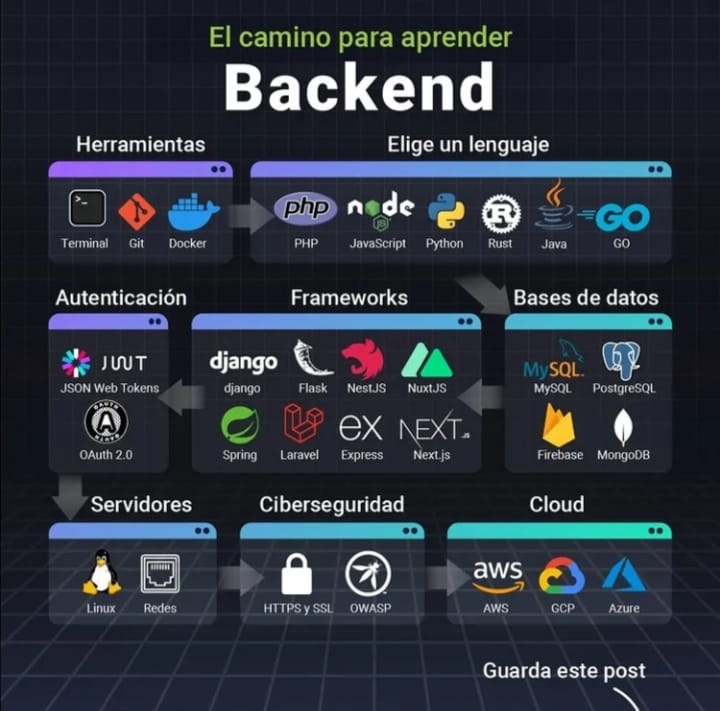 El camino para aprender
Backend
Herramientas
Elige un lenguaje
>_
Terminal
Git
Docker
php
PHP
node
JS
JavaScript
Python
R
Rust
Java
GO
GO
Autenticación
Frameworks
Bases de datos
JWT
JSON Web Tokens
OAUTH
A
OAUTH
OAuth 2.0
django
django
Flask
NestJS
NuxtJS
Spring
Laravel
ex
Express
NEXT.JS
Next.js
MySQL
MySQL
PostgreSQL
Firebase
MongoDB
Servidores
Ciberseguridad
Cloud
Linux
Redes
HTTPS y SSL
OWASP
aws
AWS
GCP
Azure
Guarda este post